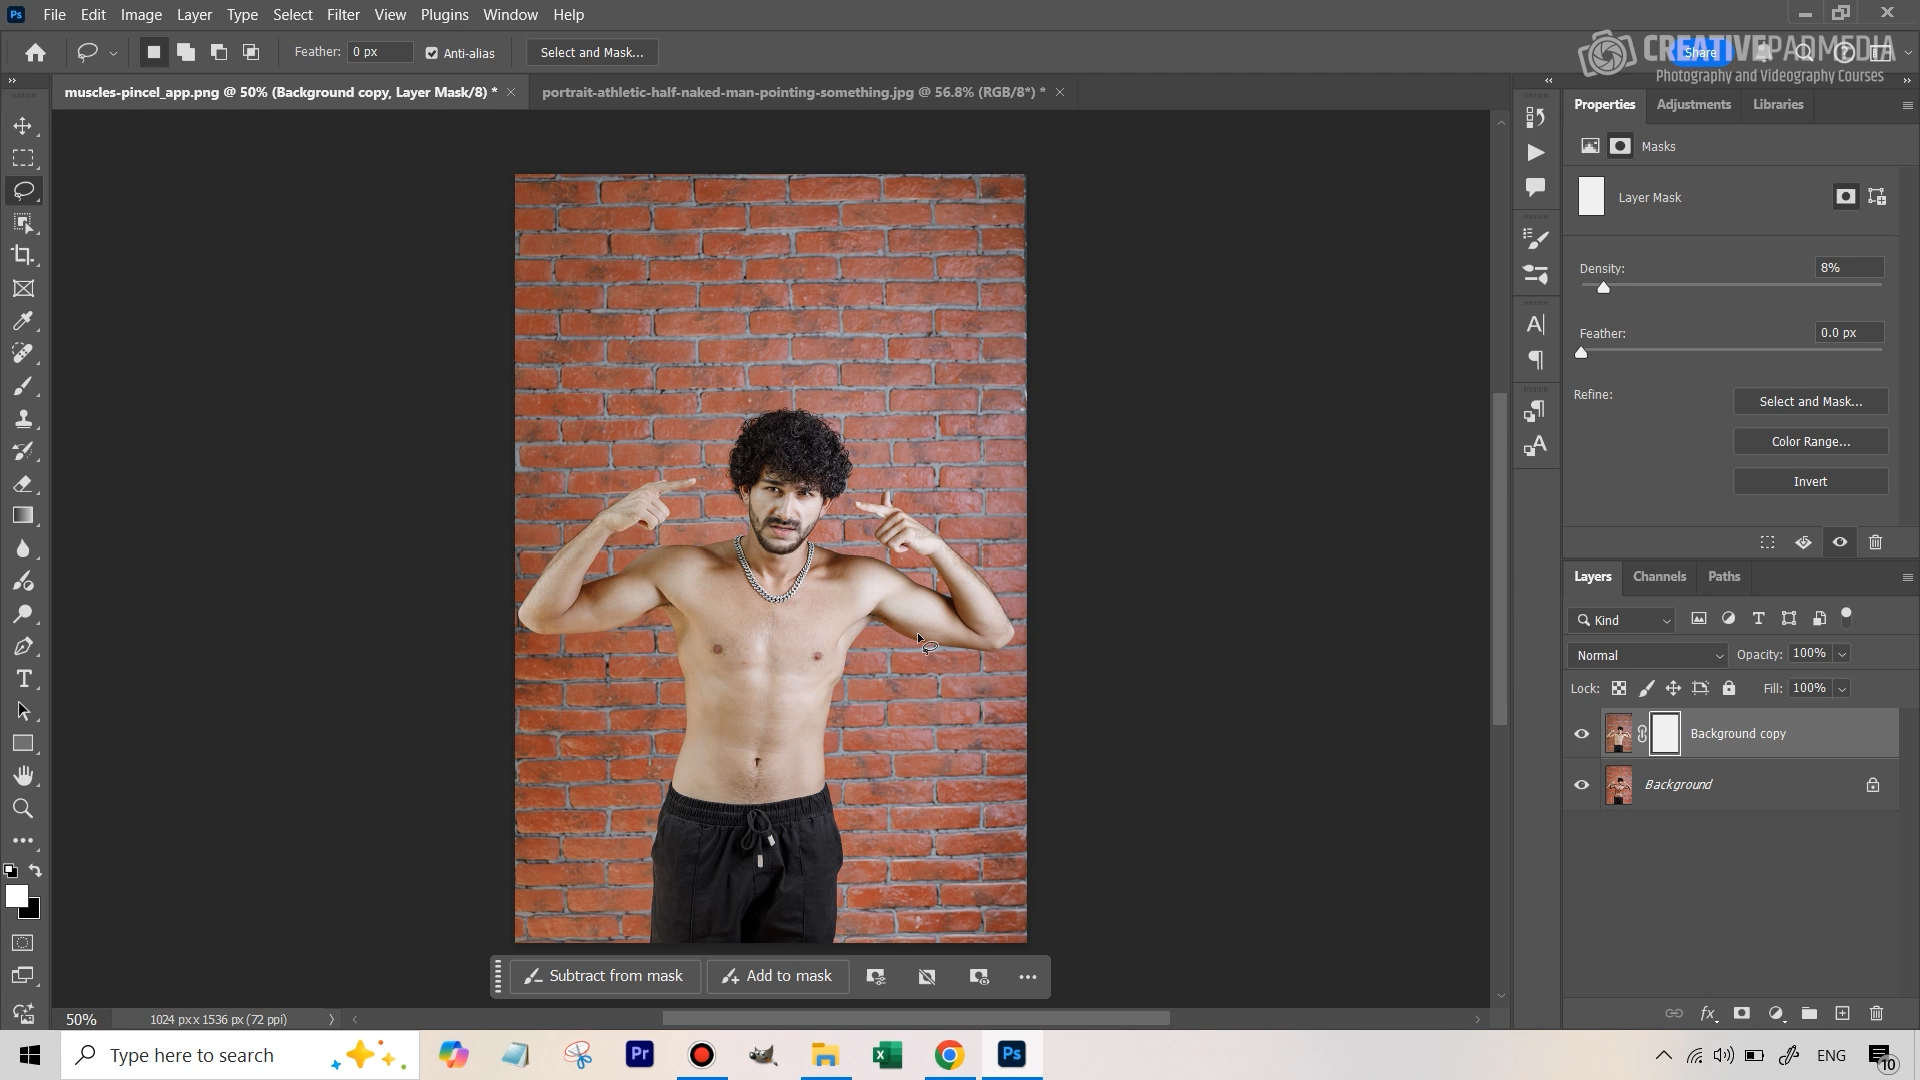 Ps File Edit Image Layer Type Select Filter View Plugins Window Help
Feather: 0 px Anti-alias Select and Mask... Share
CREATIVEPADMEDIA
Photography and Videography Courses
muscles-pincel_app.png @ 50% (Background copy, Layer Mask/8) * portrait-athletic-half-naked-man-pointing-something.jpg @ 56.8% (RGB/8*) *
Properties Adjustments Libraries
Masks
Layer Mask
Density: 8%
Feather: 0.0 px
Refine: Select and Mask...
Color Range...
Invert
Layers Channels Paths
Kind
Normal Opacity: 100%
Lock: Fill: 100%
Background copy
Background
Subtract from mask Add to mask
50% 1024 px x 1536 px (72 ppi)
Type here to search Pr Ps ENG 10